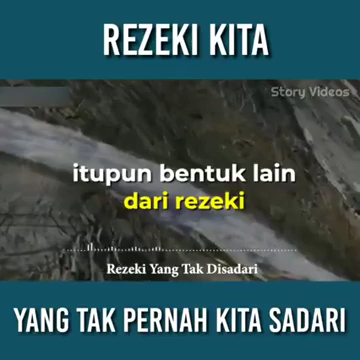 REZEKI KITA
Story Videos
itupun bentuk lain
dari rezeki
Rezeki Yang Tak Disadari
YANG TAK PERNAH KITA SADARI